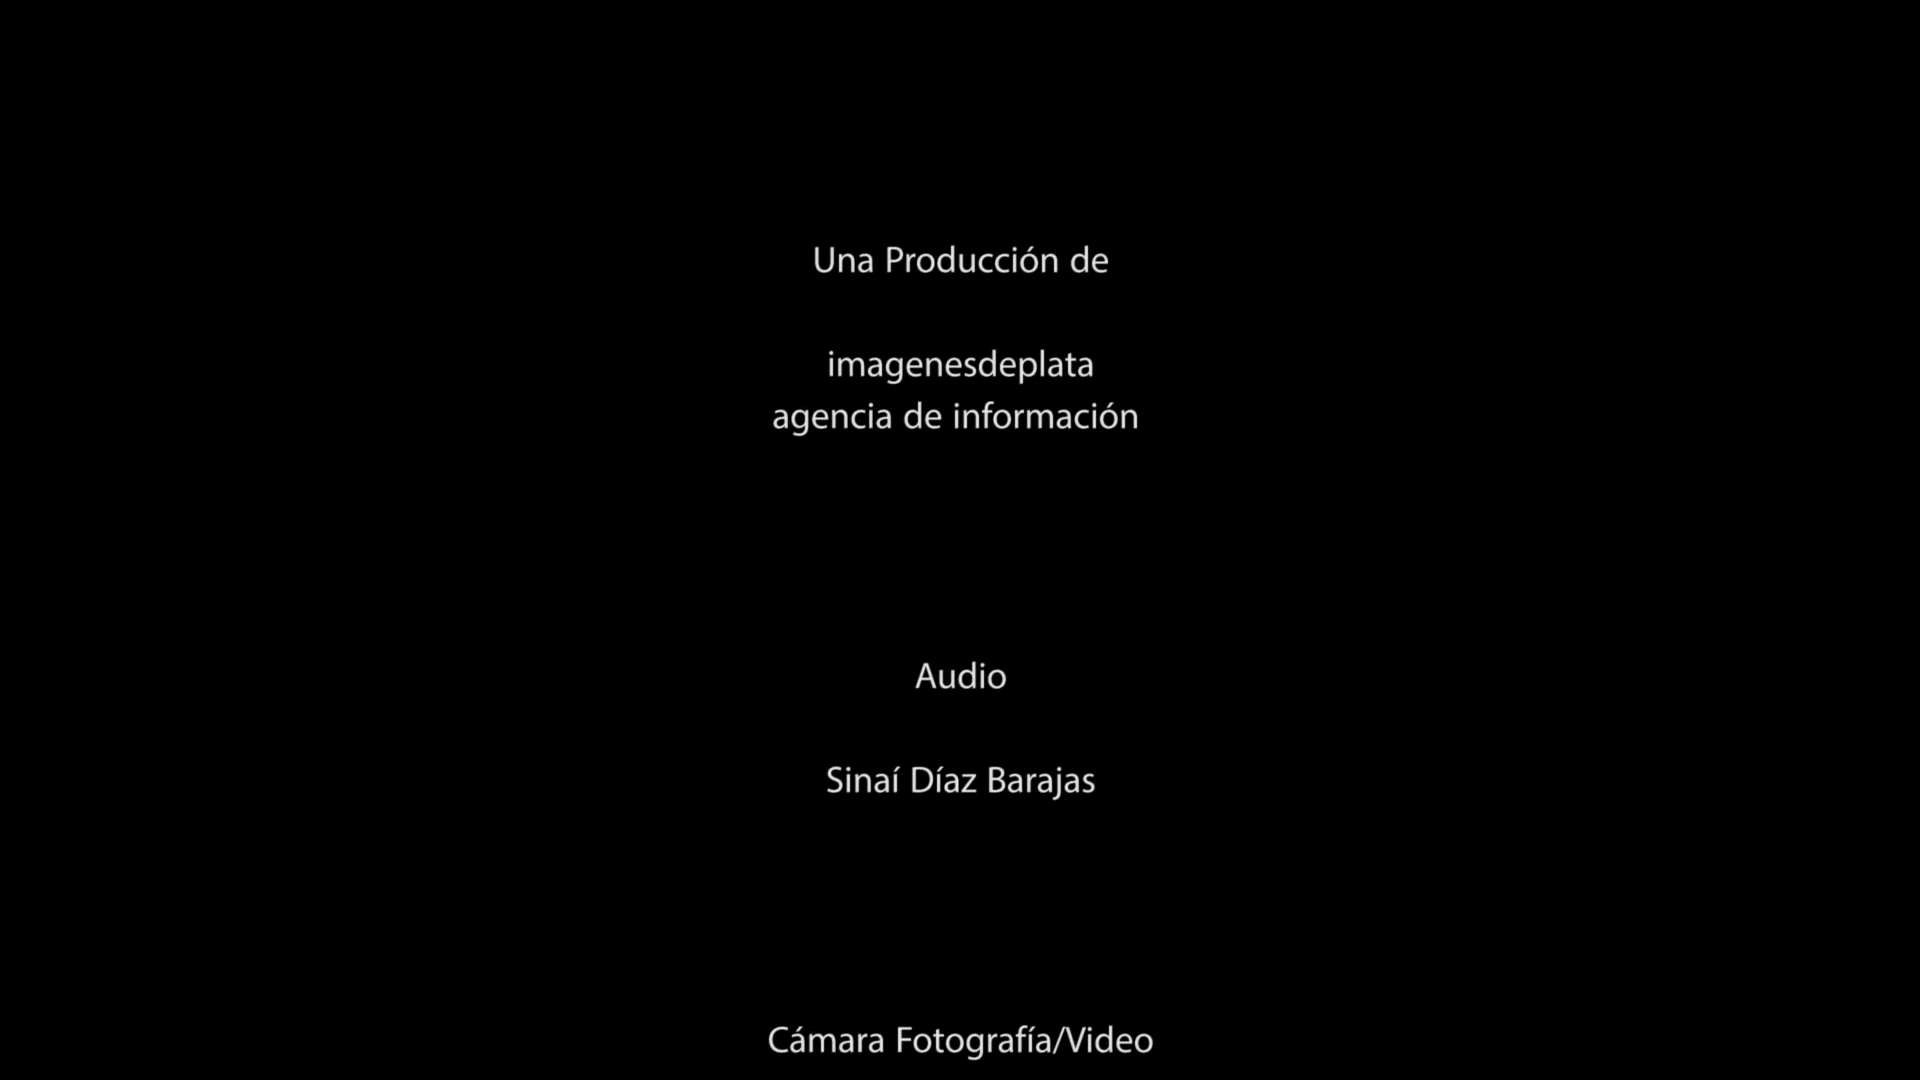 Una Producción de
imagenesdeplata
agencia de información
Audio
Sinaí Díaz Barajas
Cámara Fotografía/Video